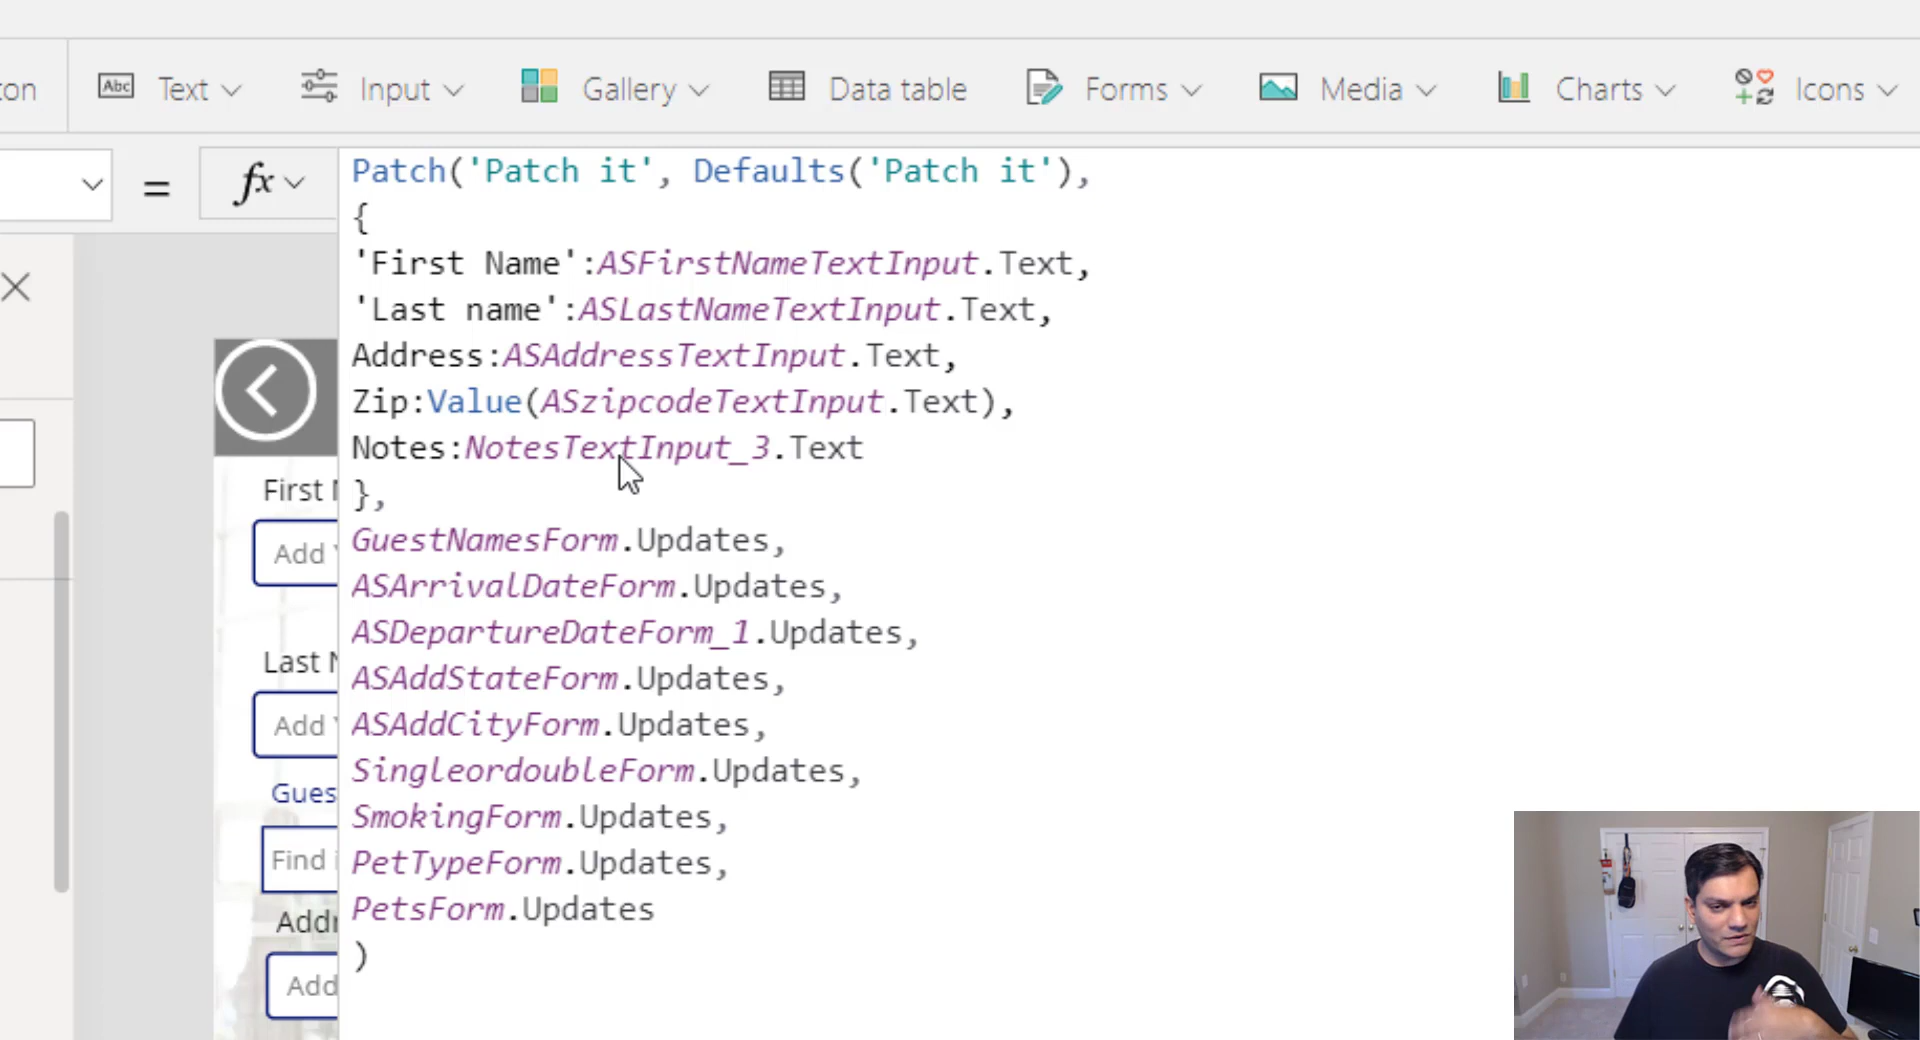 Text Input Gallery Data table Forms Media Charts Icons
= fx
Patch('Patch it', Defaults('Patch it'),
{
'First Name':ASFirstNameTextInput.Text,
'Last name':ASLastNameTextInput.Text,
Address:ASAddressTextInput.Text,
Zip:Value(ASzipcodeTextInput.Text),
Notes:NotesTextInput_3.Text
},
GuestNamesForm.Updates,
ASArrivalDateForm.Updates,
ASDepartureDateForm_1.Updates,
ASAddStateForm.Updates,
ASAddCityForm.Updates,
SingleordoubleForm.Updates,
SmokingForm.Updates,
PetTypeForm.Updates,
PetsForm.Updates
)
First
Add
Last
Add
Find
Add